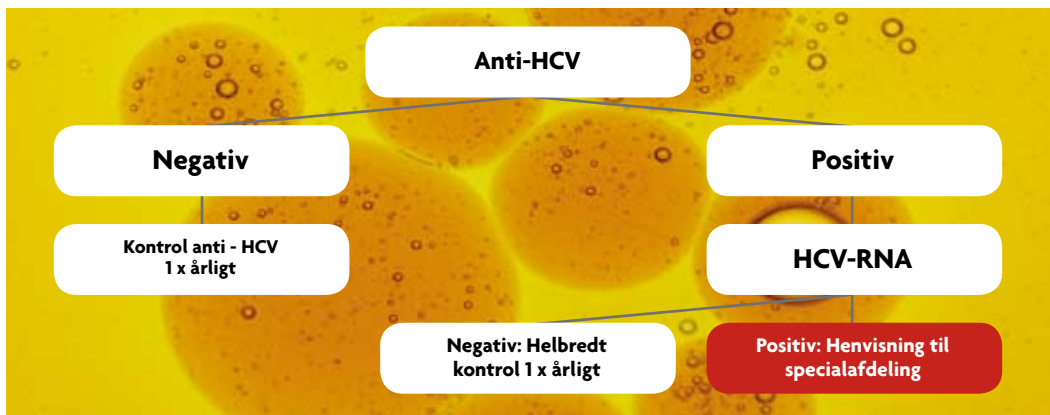 Anti-HCV
Negativ
Positiv
Kontrol anti - HCV
1 x årligt
HCV-RNA
Negativ: Helbredt
kontrol 1 x årligt
Positiv: Henvisning til
specialafdeling